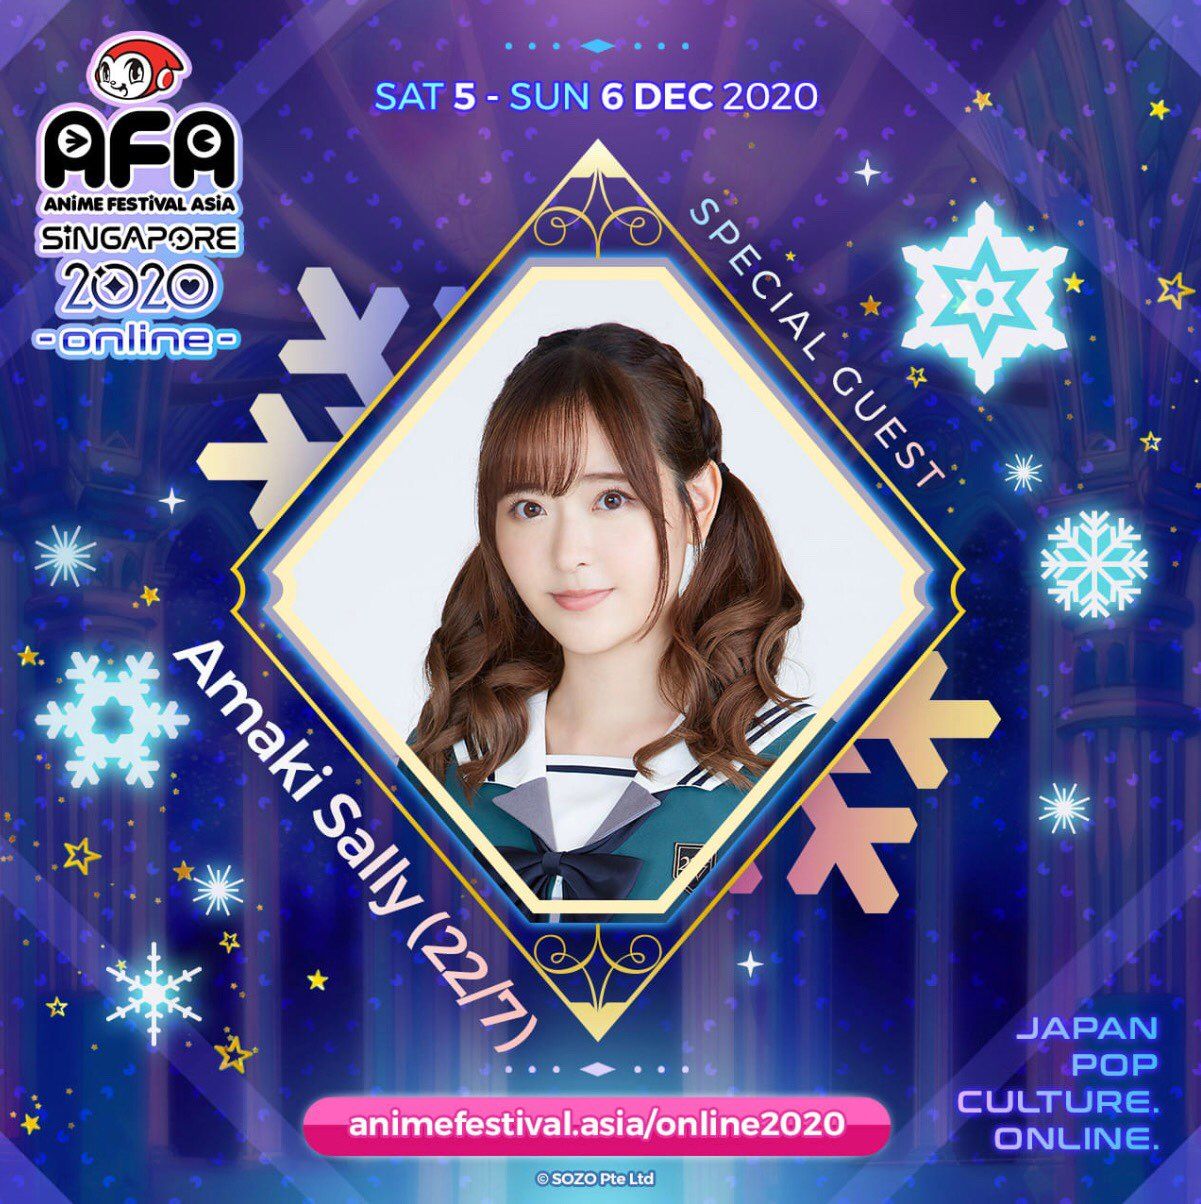 SAT 5 - SUN 6 DEC 2020
AFA
ANIME FESTIVAL ASIA
SINGAPORE
2020
-online-
SPECIAL GUEST
Amaki Sally (22/7)
JAPAN
POP
CULTURE.
ONLINE.
animefestival.asia/online2020
© SOZO Pte Ltd